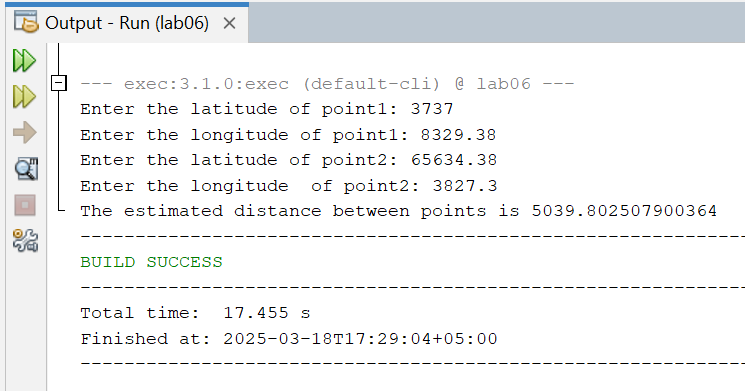 Output - Run (lab06) ×
--- exec:3.1.0:exec (default-cli) @ lab06 ---
Enter the latitude of point1: 3737
Enter the longitude of point1: 8329.38
Enter the latitude of point2: 65634.38
Enter the longitude  of point2: 3827.3
The estimated distance between points is 5039.802507900364
------------------------------------------------------------------------
BUILD SUCCESS
------------------------------------------------------------------------
Total time:  17.455 s
Finished at: 2025-03-18T17:29:04+05:00
------------------------------------------------------------------------